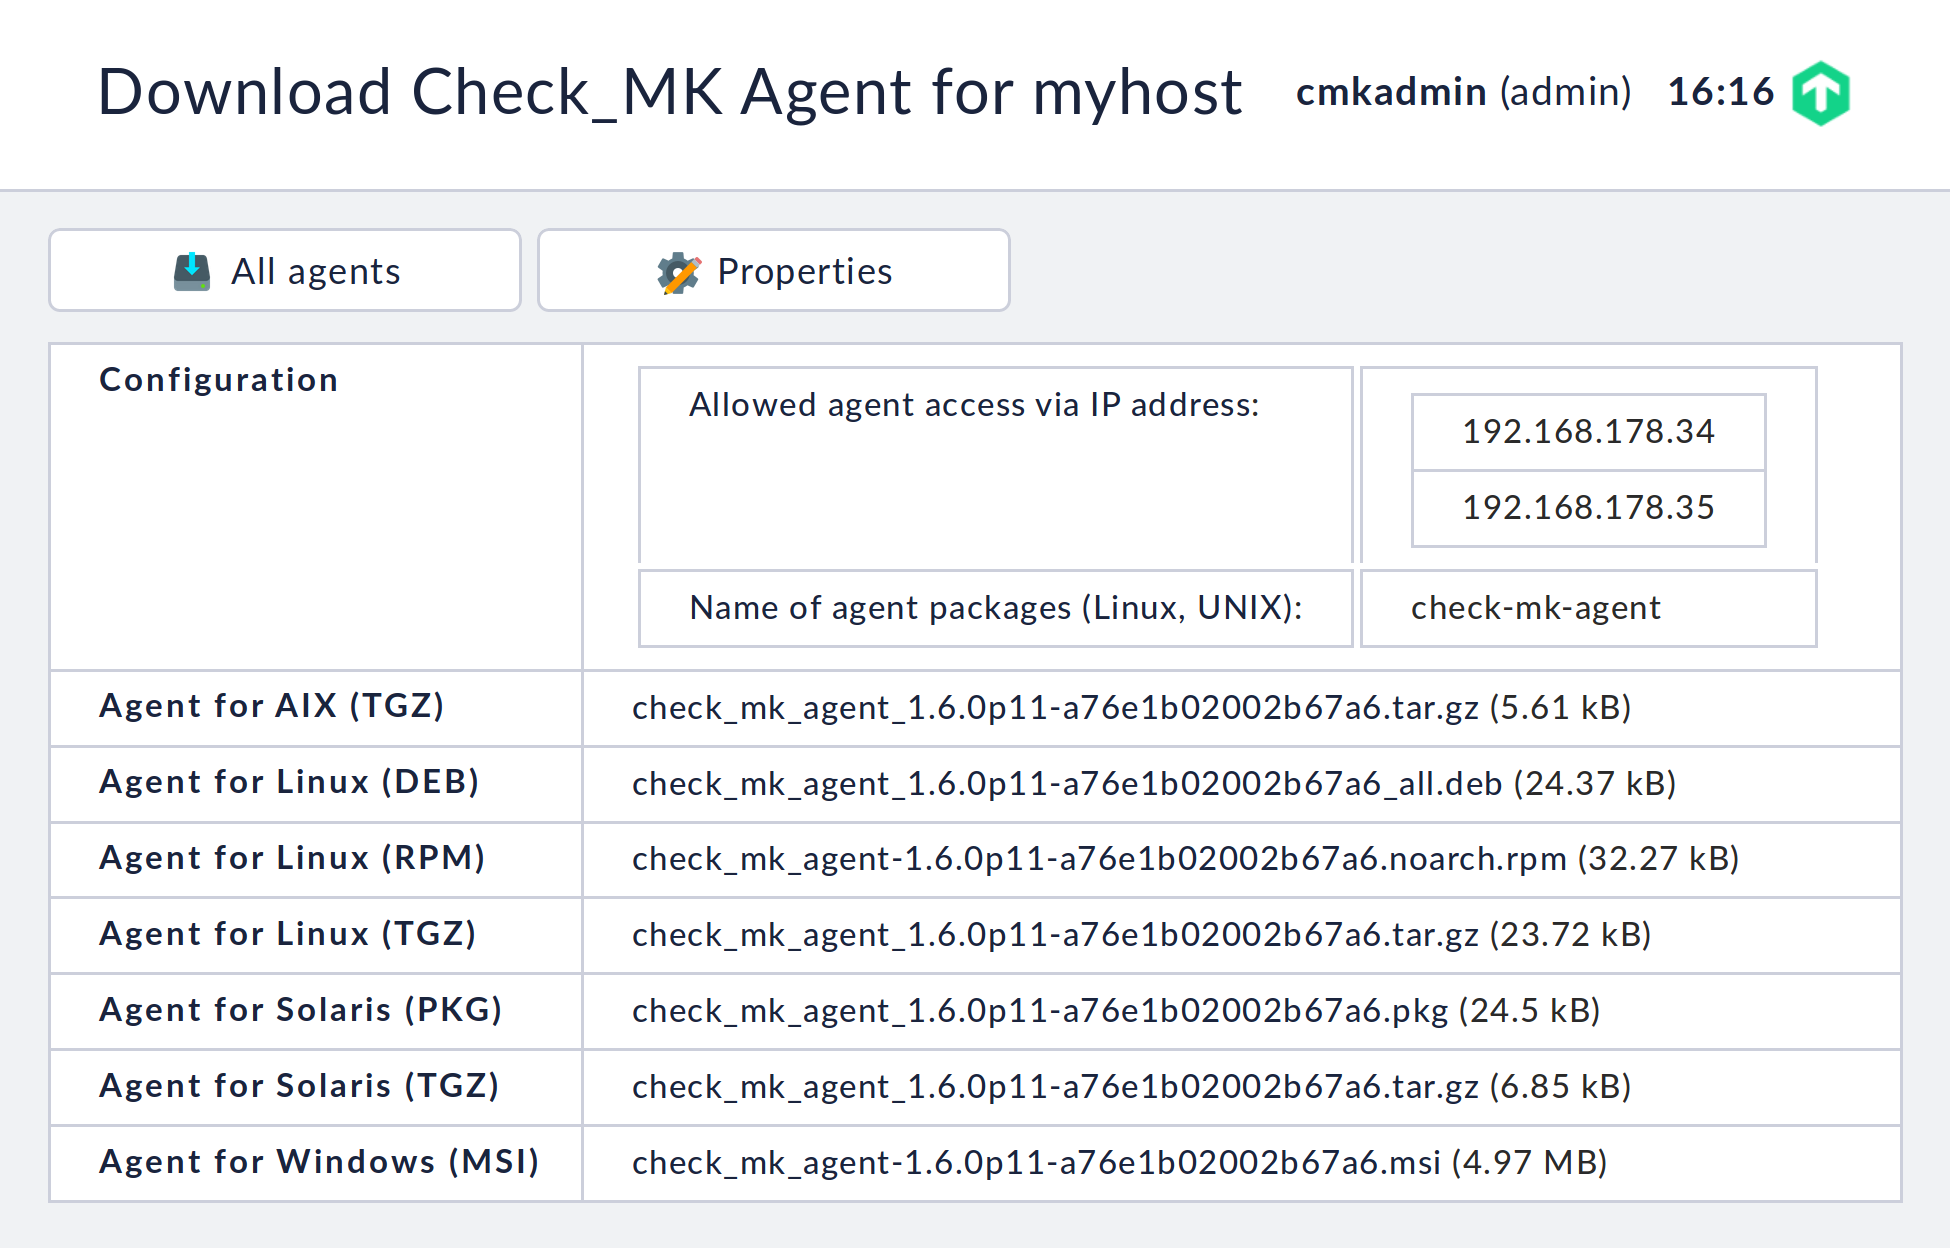 Download Check_MK Agent for myhost cmkadmin (admin) 16:16
All agents Properties
Configuration
Allowed agent access via IP address:
192.168.178.34
192.168.178.35
Name of agent packages (Linux, UNIX): check-mk-agent
Agent for AIX (TGZ) check_mk_agent_1.6.0p11-a76e1b02002b67a6.tar.gz (5.61 kB)
Agent for Linux (DEB) check_mk_agent_1.6.0p11-a76e1b02002b67a6_all.deb (24.37 kB)
Agent for Linux (RPM) check_mk_agent-1.6.0p11-a76e1b02002b67a6.noarch.rpm (32.27 kB)
Agent for Linux (TGZ) check_mk_agent_1.6.0p11-a76e1b02002b67a6.tar.gz (23.72 kB)
Agent for Solaris (PKG) check_mk_agent_1.6.0p11-a76e1b02002b67a6.pkg (24.5 kB)
Agent for Solaris (TGZ) check_mk_agent_1.6.0p11-a76e1b02002b67a6.tar.gz (6.85 kB)
Agent for Windows (MSI) check_mk_agent-1.6.0p11-a76e1b02002b67a6.msi (4.97 MB)